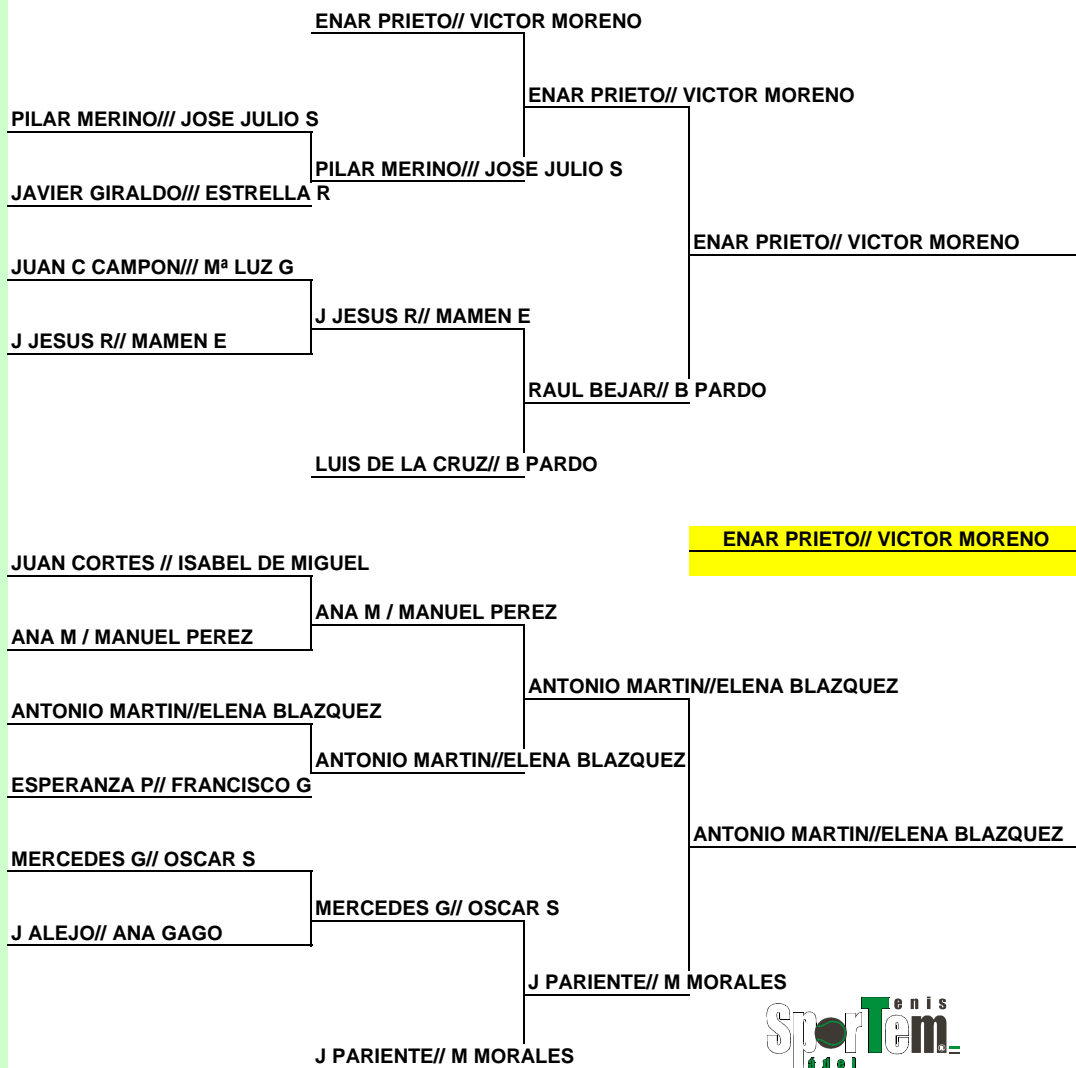 ENAR PRIETO// VICTOR MORENO
ENAR PRIETO// VICTOR MORENO
PILAR MERINO/// JOSE JULIO S
PILAR MERINO/// JOSE JULIO S
JAVIER GIRALDO/// ESTRELLA R
ENAR PRIETO// VICTOR MORENO
JUAN C CAMPON/// Mª LUZ G
J JESUS R// MAMEN E
J JESUS R// MAMEN E
RAUL BEJAR// B PARDO
LUIS DE LA CRUZ// B PARDO
ENAR PRIETO// VICTOR MORENO
JUAN CORTES // ISABEL DE MIGUEL
ANA M / MANUEL PEREZ
ANA M / MANUEL PEREZ
ANTONIO MARTIN//ELENA BLAZQUEZ
ANTONIO MARTIN//ELENA BLAZQUEZ
ANTONIO MARTIN//ELENA BLAZQUEZ
ESPERANZA P// FRANCISCO G
ANTONIO MARTIN//ELENA BLAZQUEZ
MERCEDES G// OSCAR S
MERCEDES G// OSCAR S
J ALEJO// ANA GAGO
J PARIENTE// M MORALES
Tenis
SporTem
J PARIENTE// M MORALES